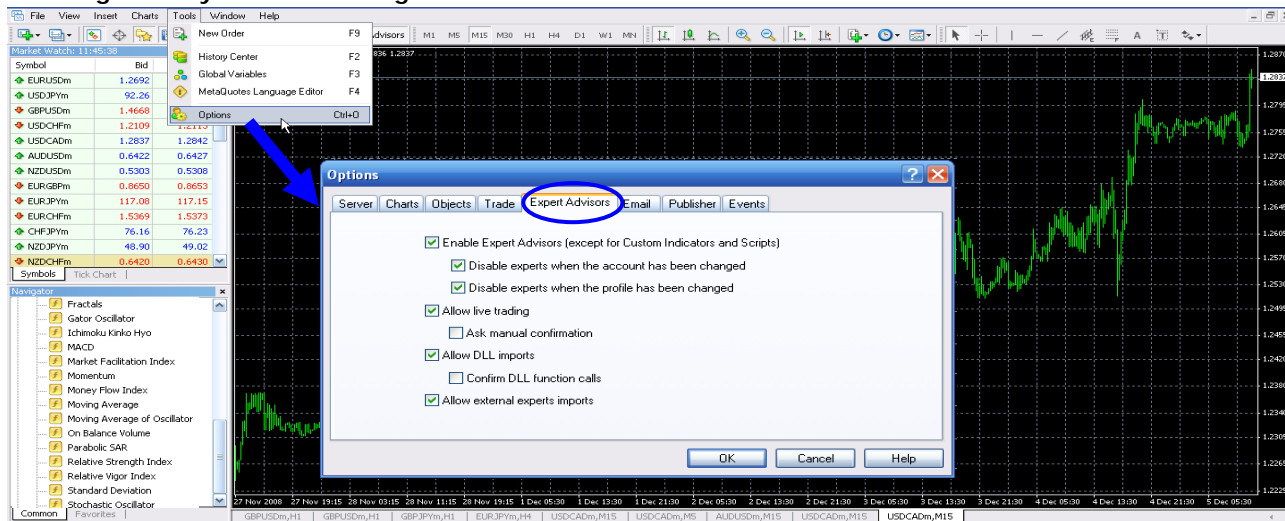 File View Insert Charts Tools Window Help
New Order F9
History Center F2
Global Variables F3
MetaQuotes Language Editor F4
Options Ctrl+O
M1 M5 M15 M30 H1 H4 D1 W1 MN
Market Watch: 11:45:38
Symbol Bid
EURUSDm 1.2692
USDJPYm 92.26
GBPUSDm 1.4668
USDCHFm 1.2109
USDCADm 1.2837 1.2842
AUDUSDm 0.6422 0.6427
NZDUSDm 0.5303 0.5308
EURGBPm 0.8650 0.8653
EURJPYm 117.08 117.15
EURCHFm 1.5369 1.5373
CHFJPYm 76.16 76.23
NZDJPYm 48.90 49.02
NZDCHFm 0.6420 0.6430
Symbols Tick Chart
Navigator
Fractals
Gator Oscillator
Ichimoku Kinko Hyo
MACD
Market Facilitation Index
Momentum
Money Flow Index
Moving Average
Moving Average of Oscillator
On Balance Volume
Parabolic SAR
Relative Strength Index
Relative Vigor Index
Standard Deviation
Stochastic Oscillator
Common Favorites
Options
Server Charts Objects Trade Expert Advisors Email Publisher Events
Enable Expert Advisors (except for Custom Indicators and Scripts)
Disable experts when the account has been changed
Disable experts when the profile has been changed
Allow live trading
Ask manual confirmation
Allow DLL imports
Confirm DLL function calls
Allow external experts imports
OK Cancel Help
27 Nov 2008 27 Nov 19:15 28 Nov 03:15 28 Nov 11:15 28 Nov 19:15 1 Dec 05:30 1 Dec 13:30 1 Dec 21:30 2 Dec 05:30 2 Dec 13:30 2 Dec 21:30 3 Dec 05:30 3 Dec 13:30 3 Dec 21:30 4 Dec 05:30 4 Dec 13:30 4 Dec 21:30 5 Dec 05:30
GBPUSDm,H1 GBPUSDm,H1 GBPJPYm,H1 EURJPYm,H4 USDCADm,M15 USDCADm,M5 AUDUSDm,M15 USDCADm,M15 USDCADm,M15